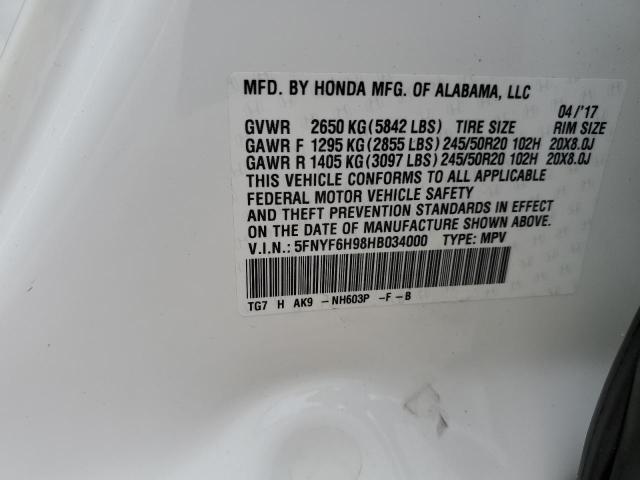 MFD. BY HONDA MFG. OF ALABAMA, LLC
04/'17
GVWR 2650 KG(5842 LBS) TIRE SIZE RIM SIZE
GAWR F 1295 KG(2855 LBS) 245/50R20 102H 20X8.0J
GAWR R 1405 KG(3097 LBS) 245/50R20 102H 20X8.0J
THIS VEHICLE CONFORMS TO ALL APPLICABLE
FEDERAL MOTOR VEHICLE SAFETY
AND THEFT PREVENTION STANDARDS IN EFFECT
ON THE DATE OF MANUFACTURE SHOWN ABOVE.
V.I.N.: 5FNYF6H98HB034000 TYPE: MPV
TG7 H AK9 -NH603P -F-B